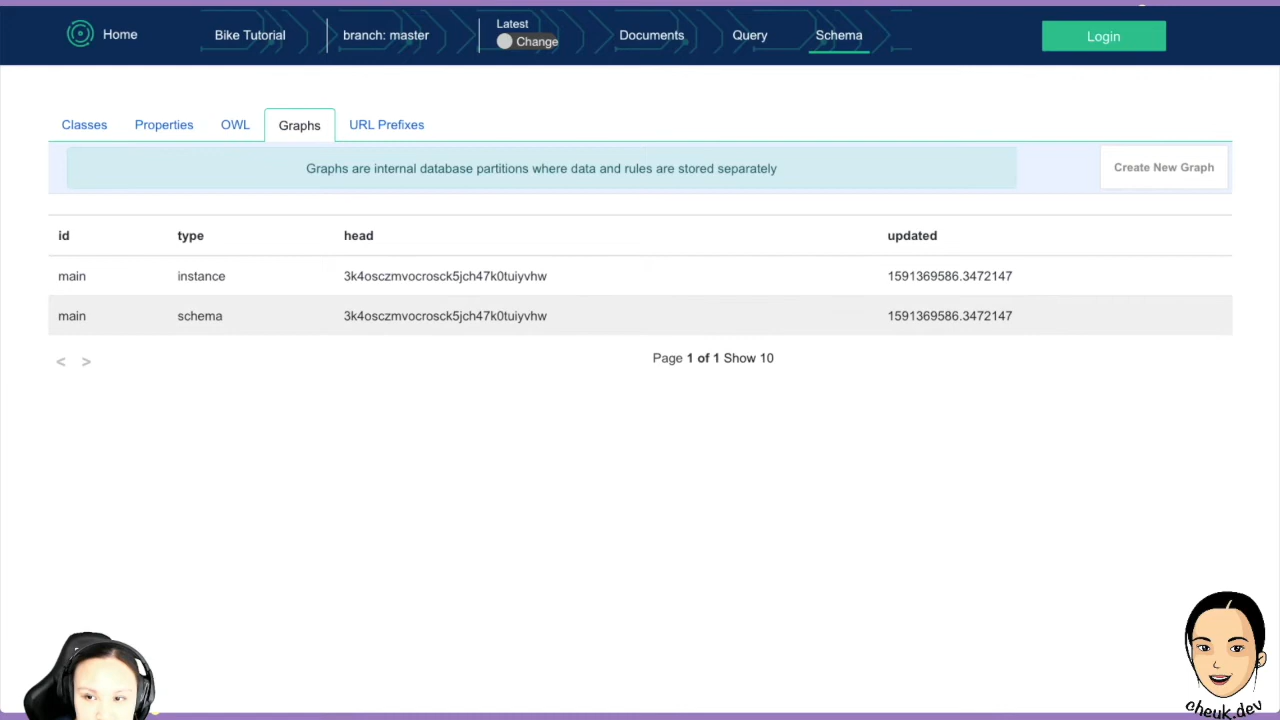 Home
Bike Tutorial
branch: master
Latest
Change
Documents
Query
Schema
Login
Classes
Properties
OWL
Graphs
URL Prefixes
Graphs are internal database partitions where data and rules are stored separately
Create New Graph
id type head updated
main instance 3k4osczmvocrosck5jch47k0tuiyvhw 1591369586.3472147
main schema 3k4osczmvocrosck5jch47k0tuiyvhw 1591369586.3472147
< >
Page 1 of 1 Show 10
cheuk.dev